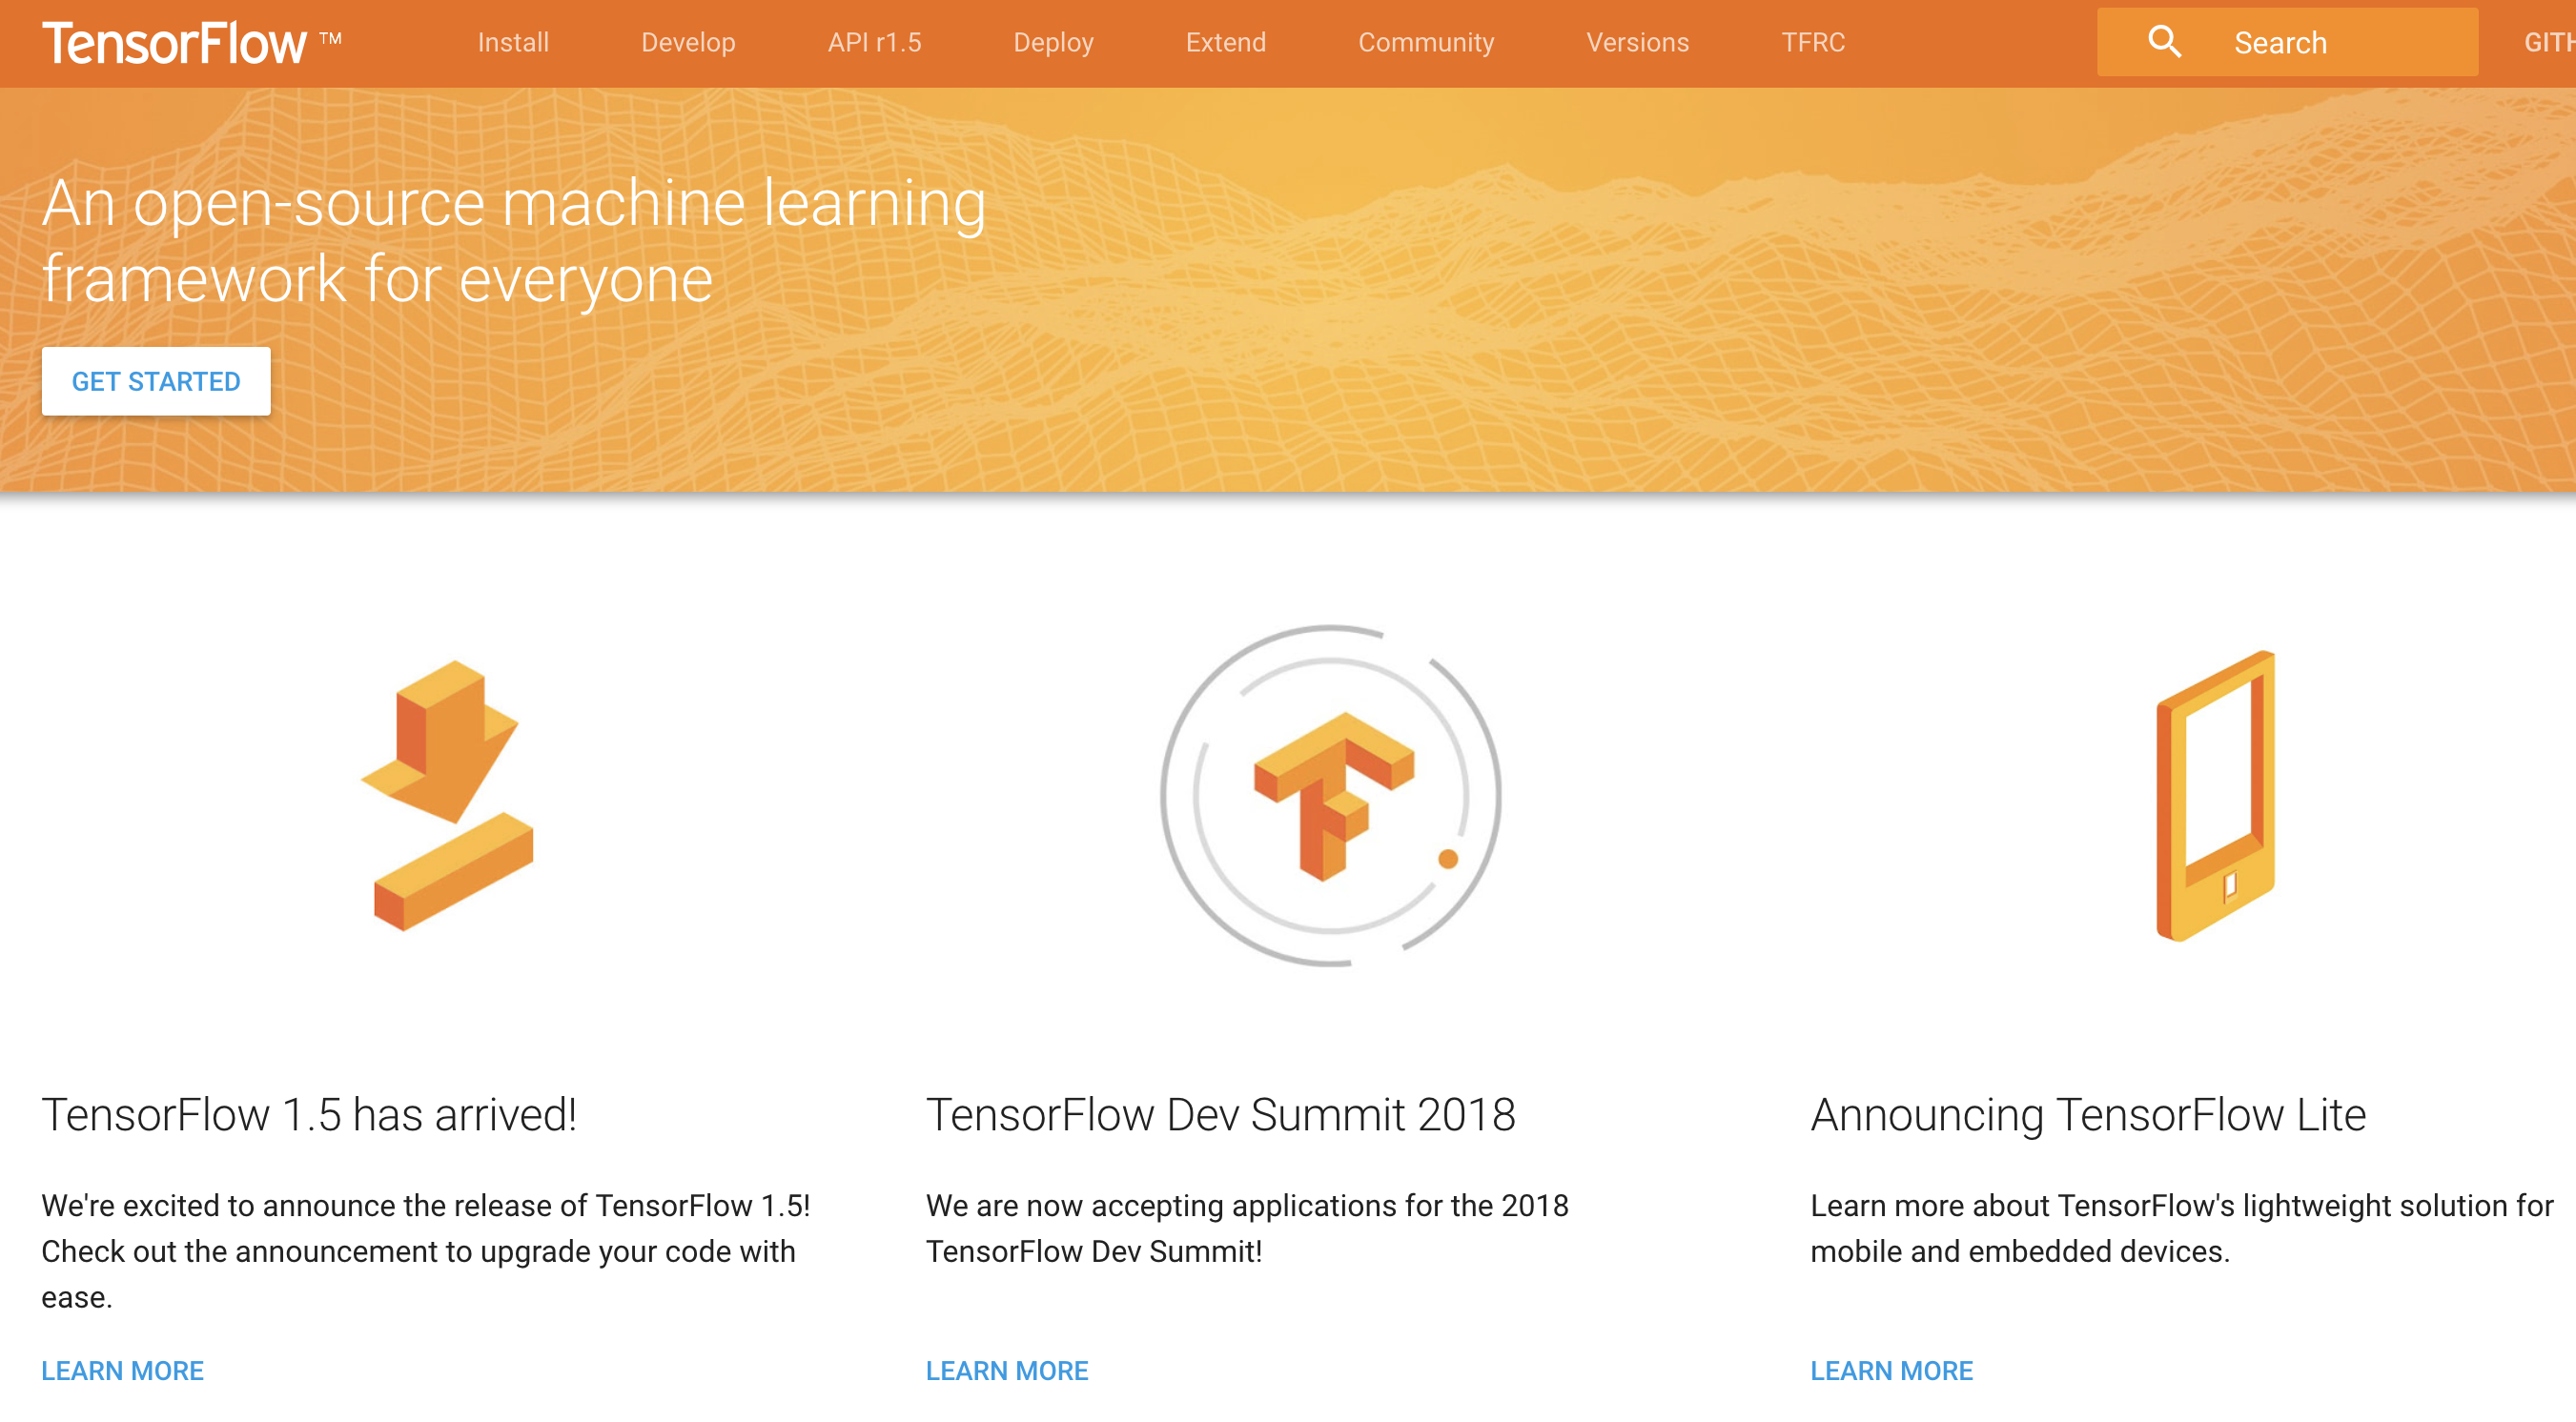 TensorFlow ™
Install
Develop
API r1.5
Deploy
Extend
Community
Versions
TFRC
Search
GITH
An open-source machine learning
framework for everyone
GET STARTED
TensorFlow 1.5 has arrived!
We're excited to announce the release of TensorFlow 1.5!
Check out the announcement to upgrade your code with
ease.
LEARN MORE
TensorFlow Dev Summit 2018
We are now accepting applications for the 2018
TensorFlow Dev Summit!
LEARN MORE
Announcing TensorFlow Lite
Learn more about TensorFlow's lightweight solution for
mobile and embedded devices.
LEARN MORE